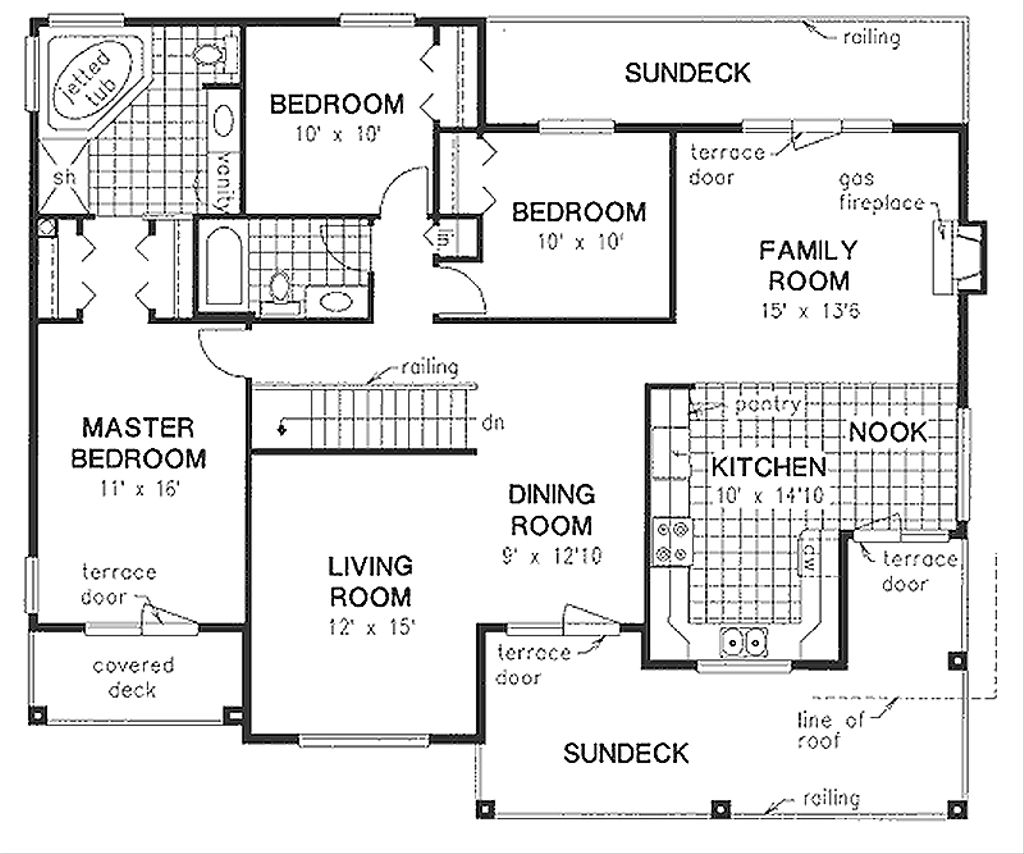 railing
SUNDECK
jetted
tub
BEDROOM
10' x 10'
terrace
door
vanity
sh
gas
fireplace
BEDROOM
10' x 10'
lin
FAMILY
ROOM
15' x 13'6
railing
pantry
dn
MASTER
BEDROOM
11' x 16'
NOOK
KITCHEN
10' x 14'10
DINING
ROOM
9' x 12'10
LIVING
ROOM
12' x 15'
terrace
door
DW
terrace
door
covered
deck
terrace
door
line of
roof
SUNDECK
railing